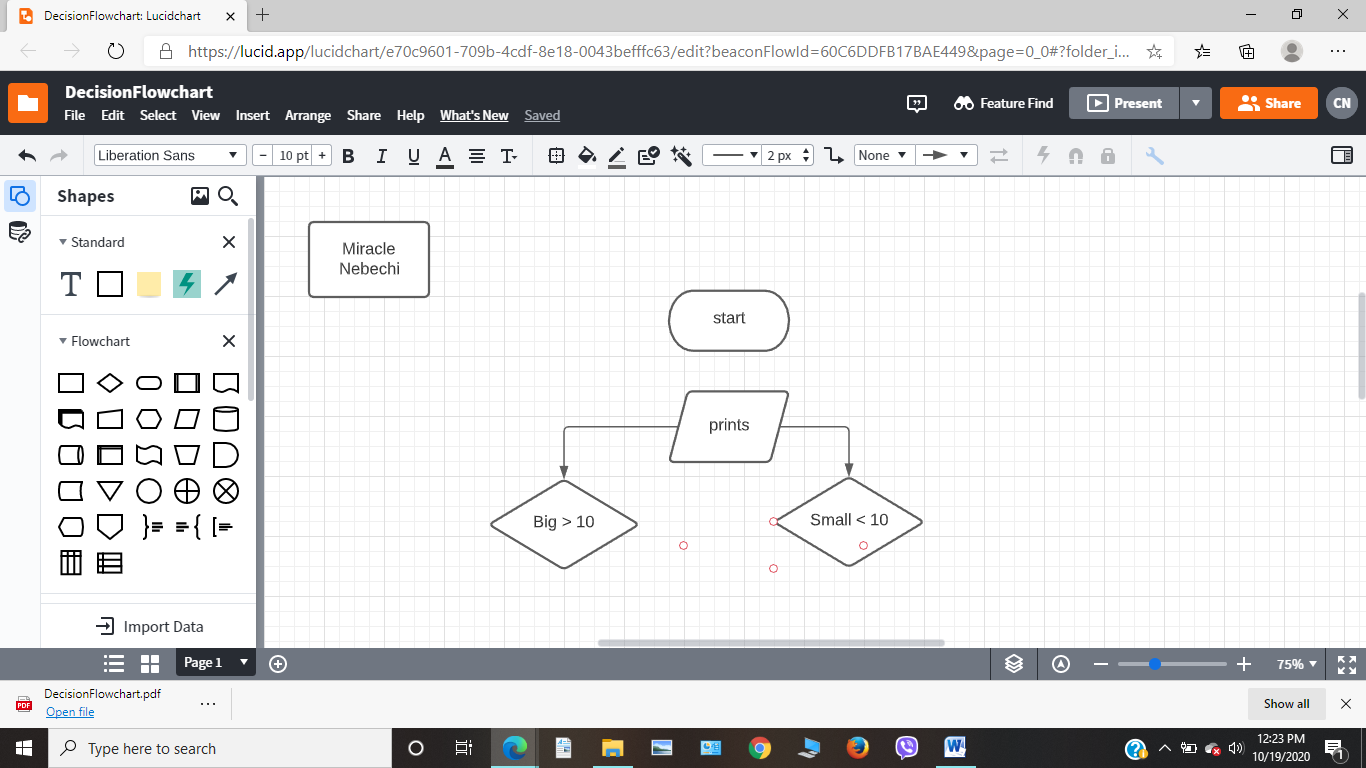 DecisionFlowchart: Lucidchart
https://lucid.app/lucidchart/e70c9601-709b-4cdf-8e18-0043befffc63/edit?beaconFlowId=60C6DDFB17BAE449&page=0_0#?folder_i...
DecisionFlowchart
File Edit Select View Insert Arrange Share Help What's New Saved
Feature Find
Present
Share
CN
Liberation Sans
10 pt
B I U A T
2 px
None
Shapes
Standard
T
Flowchart
Import Data
Miracle
Nebechi
start
prints
Big > 10
Small < 10
Page 1
75%
DecisionFlowchart.pdf
Open file
PDF
Show all
Type here to search
12:23 PM
10/19/2020
1